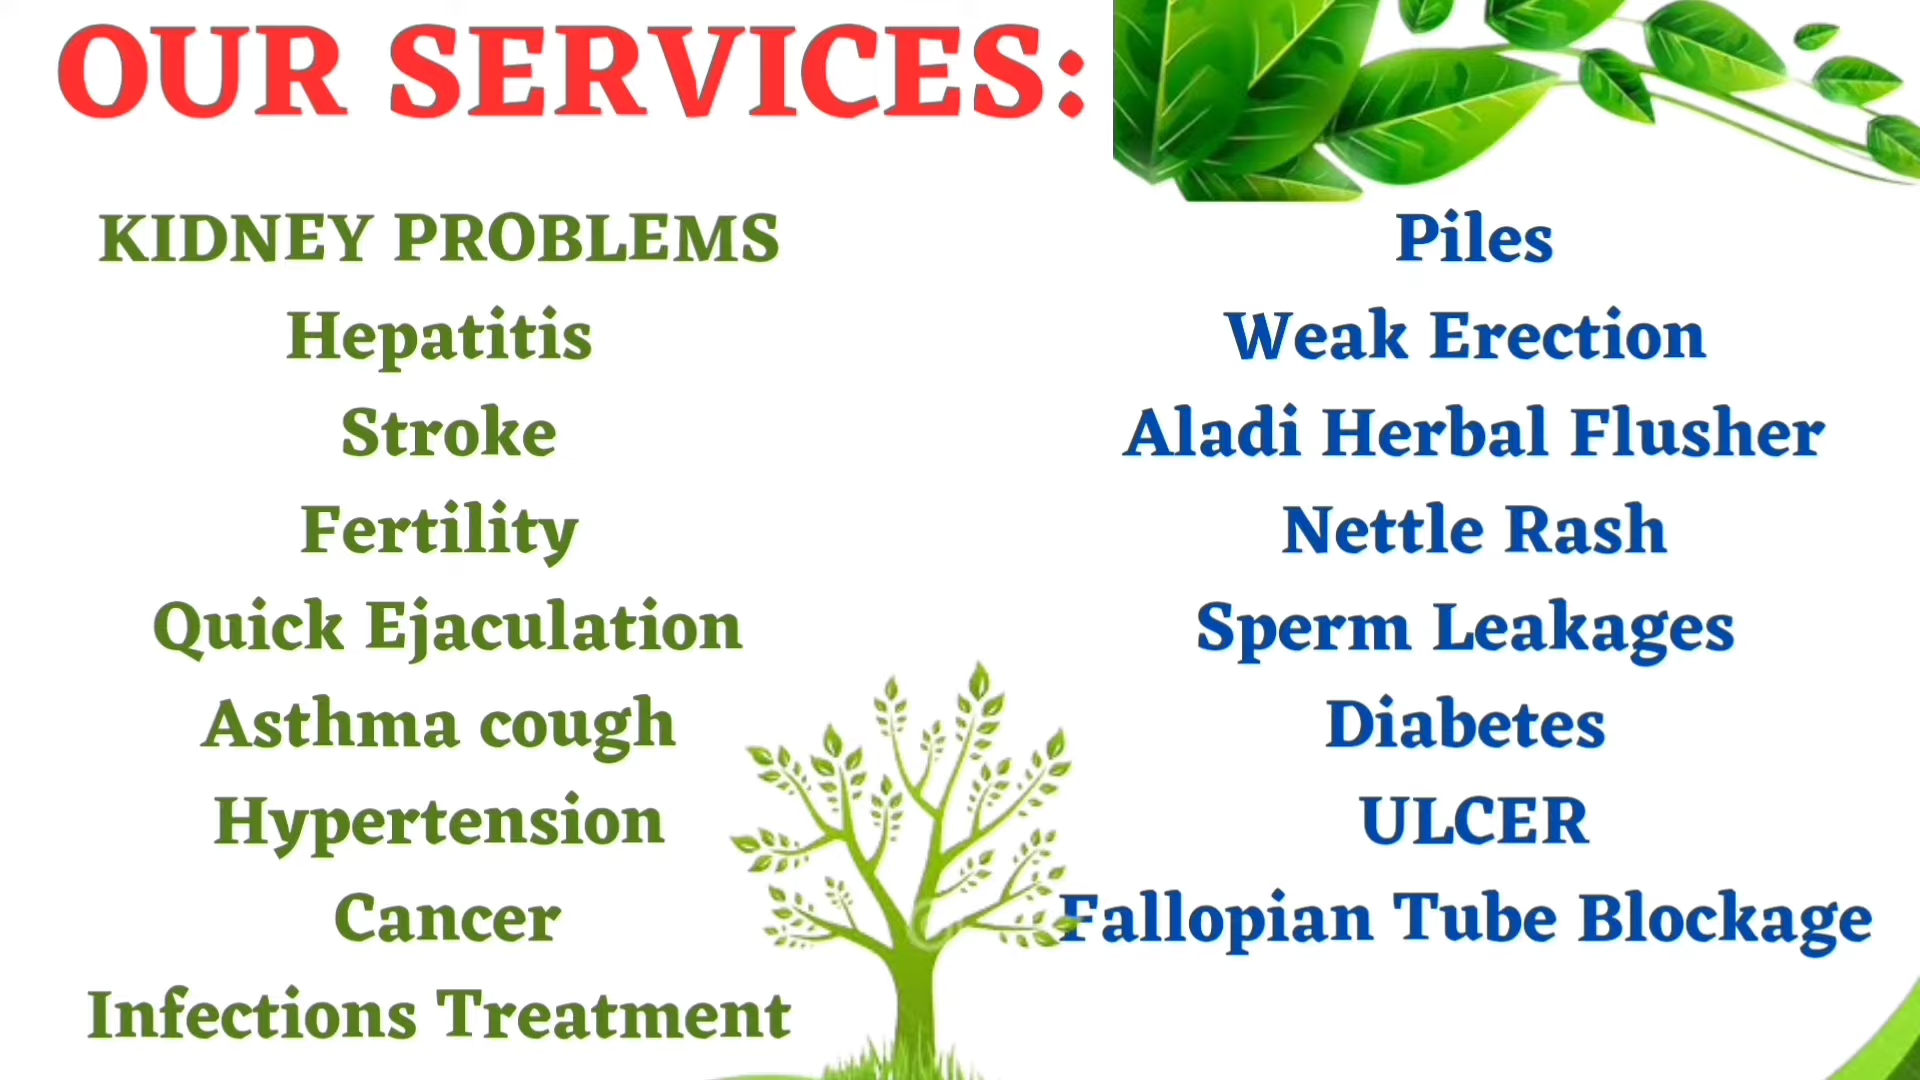 OUR SERVICES:
KIDNEY PROBLEMS
Hepatitis
Stroke
Fertility
Quick Ejaculation
Asthma cough
Hypertension
Cancer
Infections Treatment
Piles
Weak Erection
Aladi Herbal Flusher
Nettle Rash
Sperm Leakages
Diabetes
ULCER
Fallopian Tube Blockage